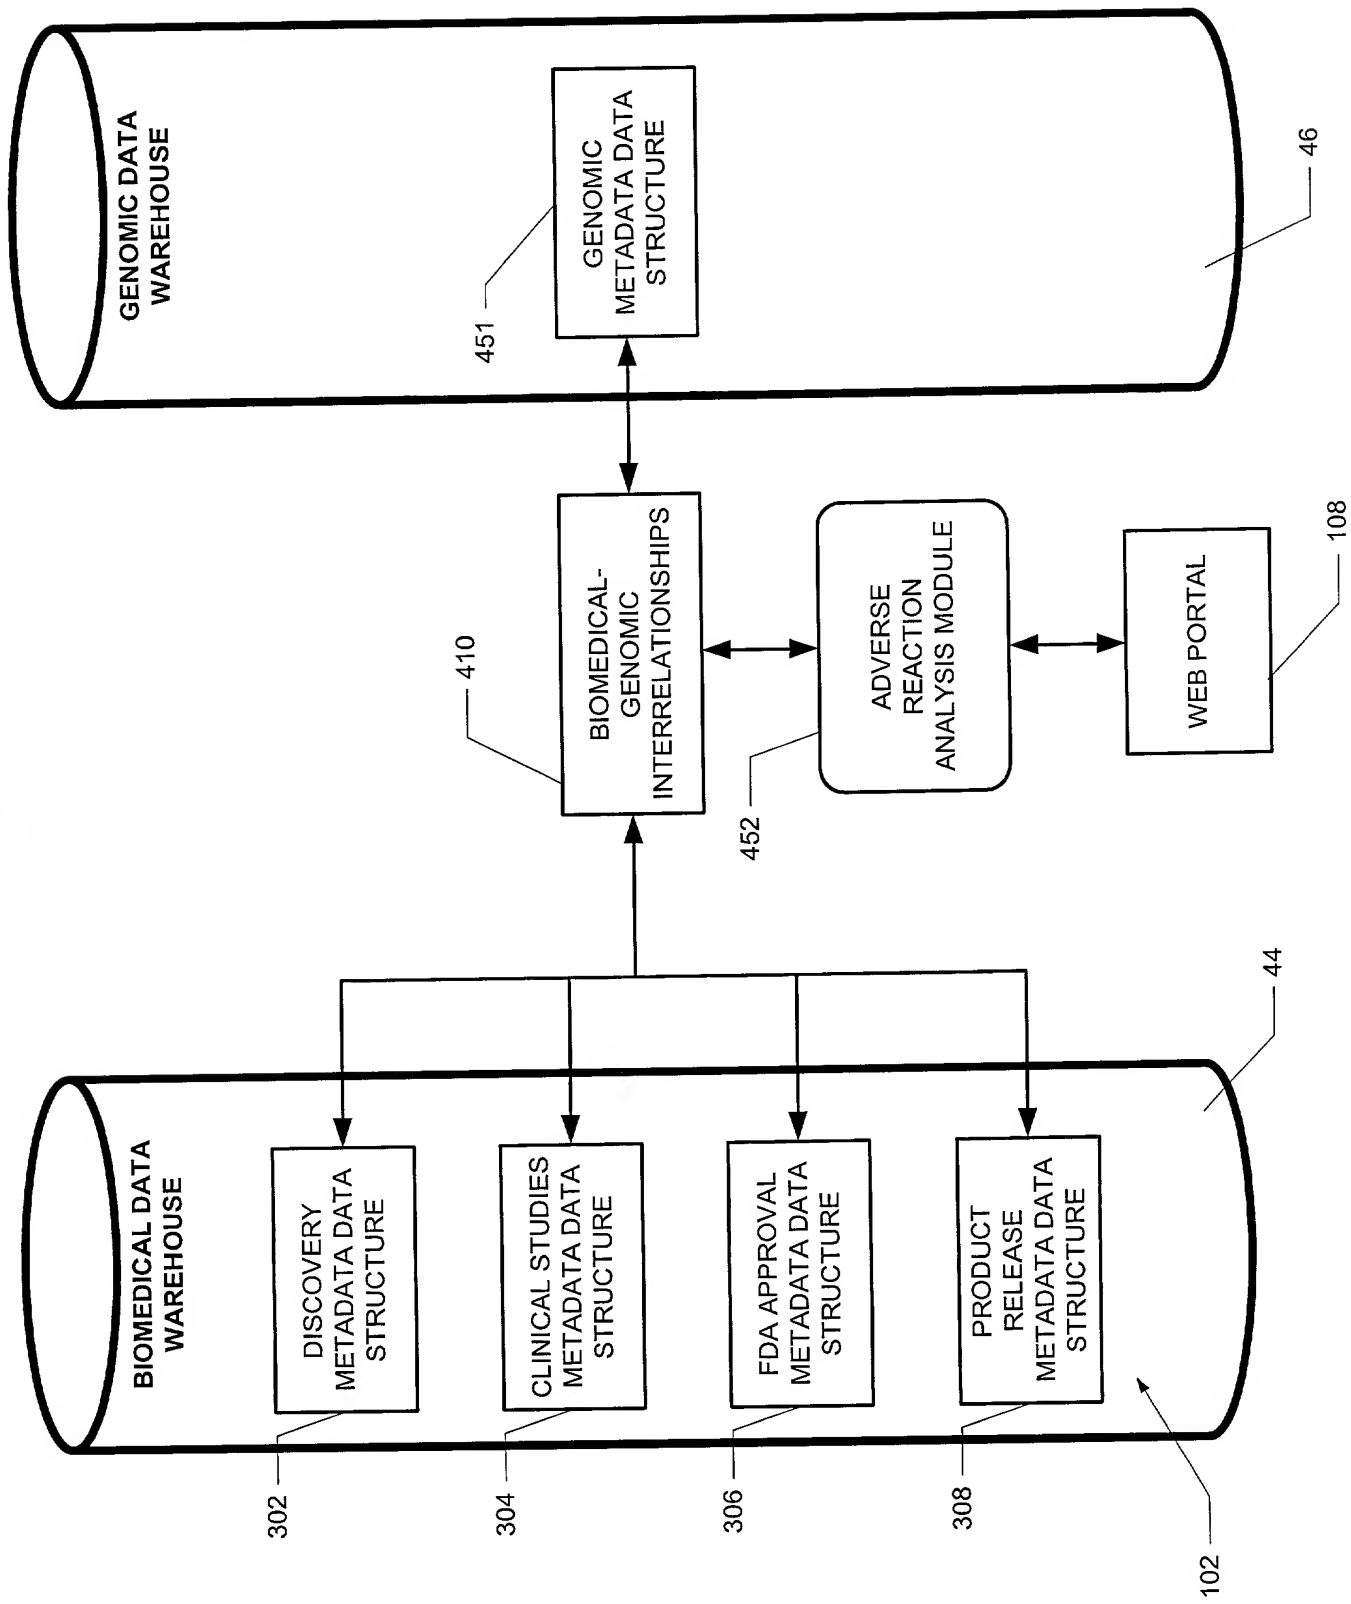 BIOMEDICAL DATA
WAREHOUSE
302
DISCOVERY
METADATA DATA
STRUCTURE
304
CLINICAL STUDIES
METADATA DATA
STRUCTURE
306
FDA APPROVAL
METADATA DATA
STRUCTURE
308
PRODUCT
RELEASE
METADATA DATA
STRUCTURE
102
44
410
BIOMEDICAL-
GENOMIC
INTERRELATIONSHIPS
452
ADVERSE
REACTION
ANALYSIS MODULE
WEB PORTAL
108
GENOMIC DATA
WAREHOUSE
451
GENOMIC
METADATA DATA
STRUCTURE
46